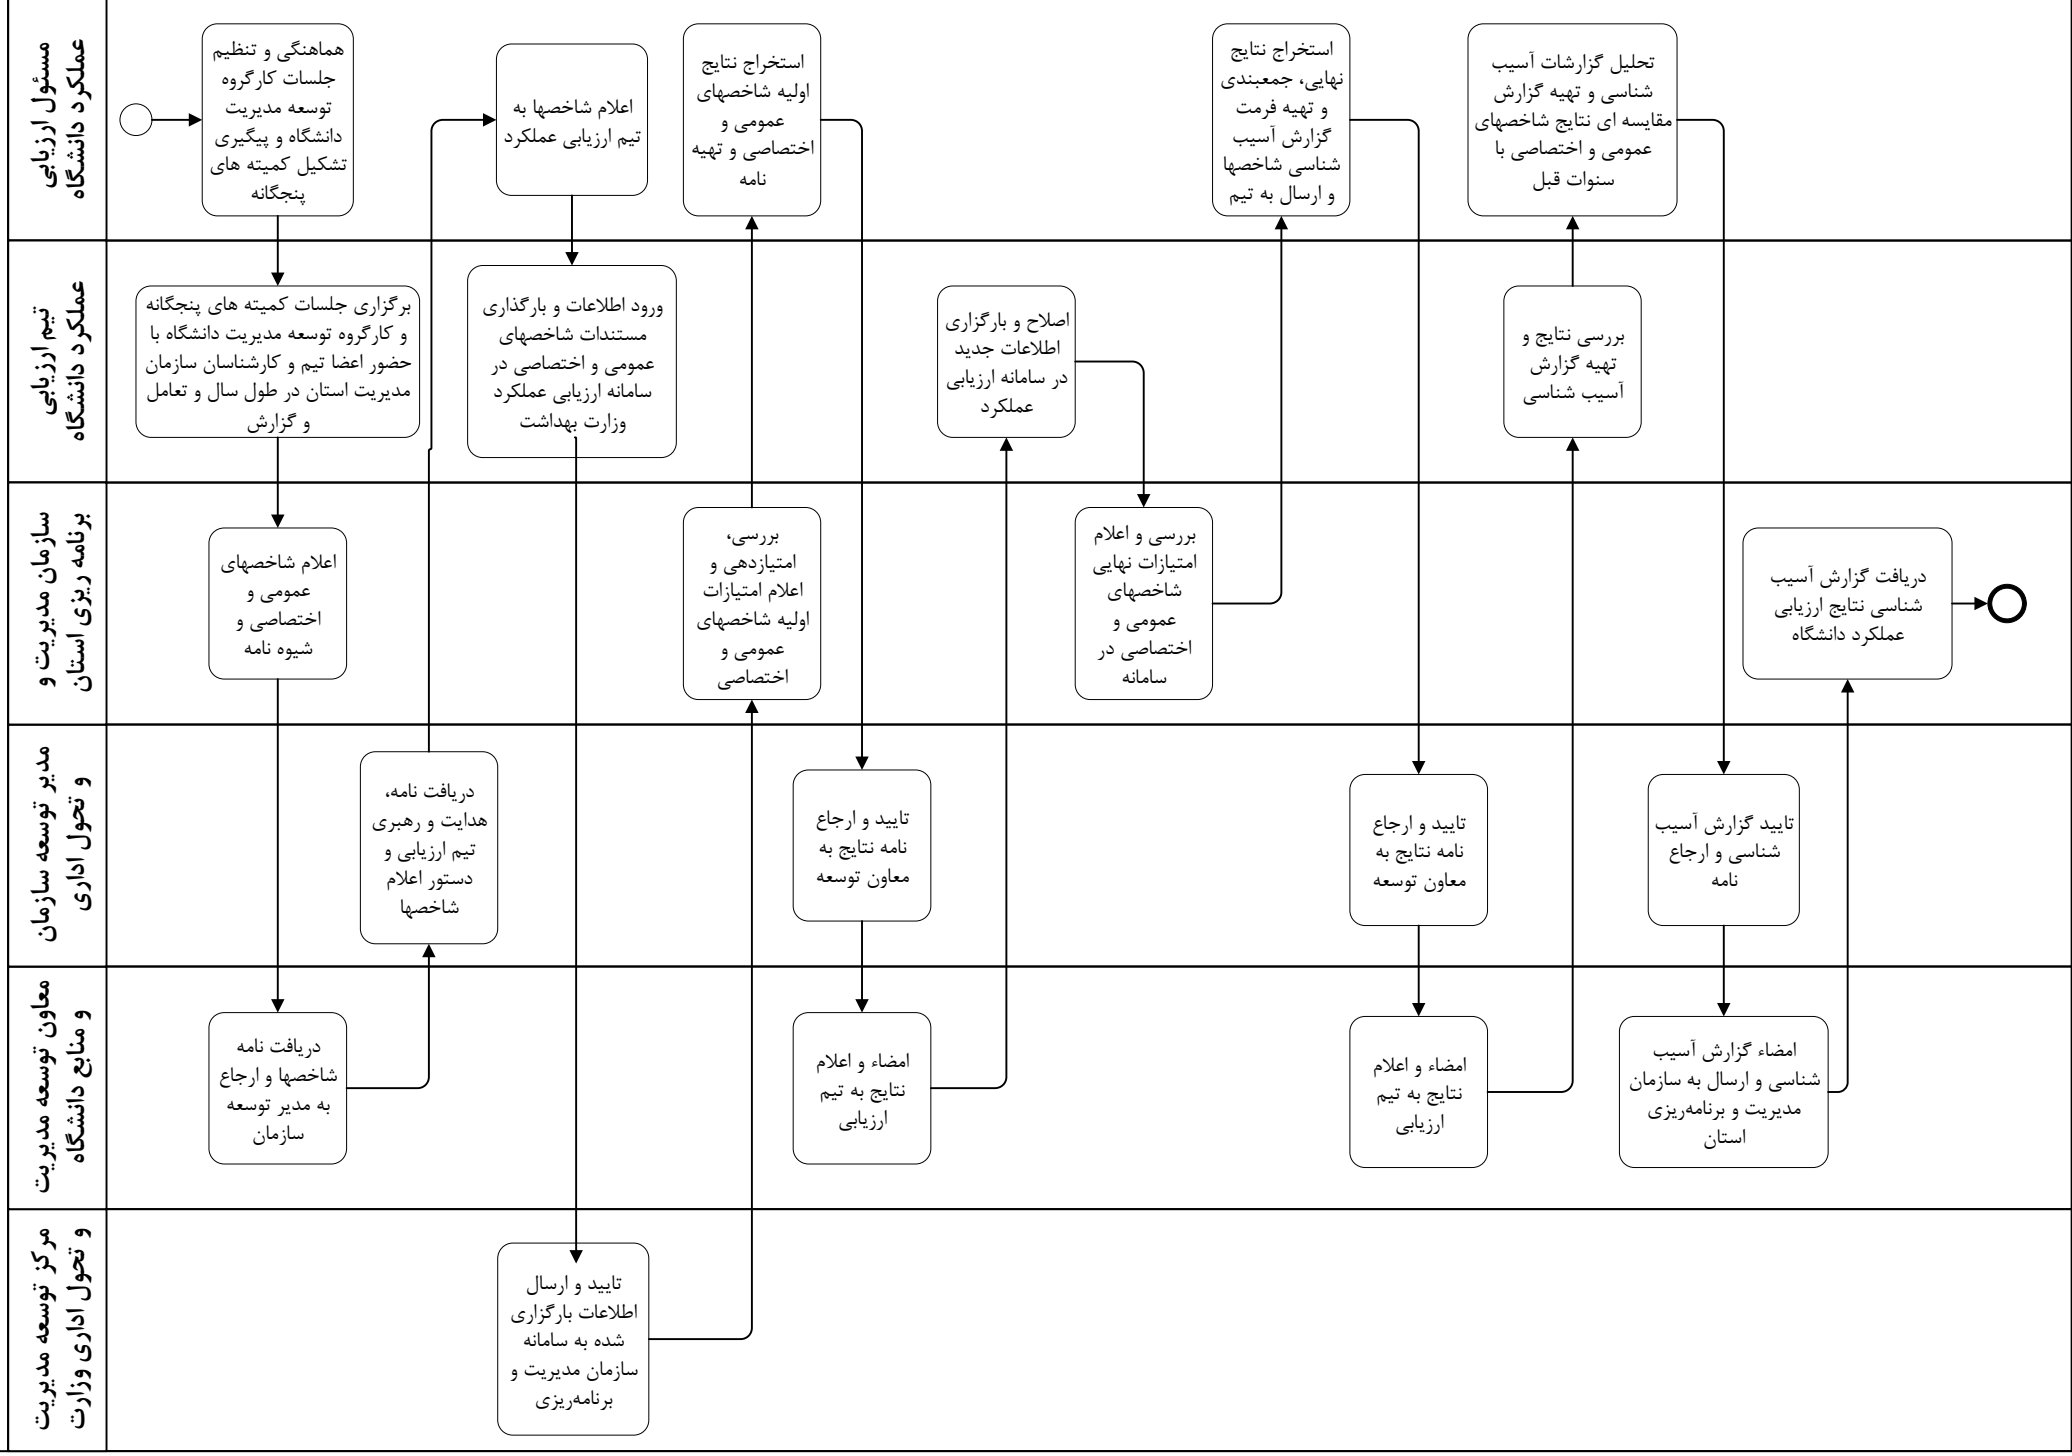 مسئول ارزیابی
عملکرد دانشگاه
هماهنگی و تنظیم
جلسات کارگروه
توسعه مدیریت
دانشگاه و پیگیری
تشکیل کمیته های
پنجگانه
اعلام شاخصها به
تیم ارزیابی عملکرد
استخراج نتایج
اولیه شاخصهای
عمومی و
اختصاصی و تهیه
نامه
استخراج نتایج
نهایی، جمعبندی
و تهیه فرمت
گزارش آسیب
شناسی شاخصها
و ارسال به تیم
تحلیل گزارشات آسیب
شناسی و تهیه گزارش
مقایسه ای نتایج شاخصهای
عمومی و اختصاصی با
سنوات قبل
تیم ارزیابی
عملکرد دانشگاه
برگزاری جلسات کمیته های پنجگانه
و کارگروه توسعه مدیریت دانشگاه با
حضور اعضا تیم و کارشناسان سازمان
مدیریت استان در طول سال و تعامل
و گزارش
ورود اطلاعات و بارگذاری
مستندات شاخصهای
عمومی و اختصاصی در
سامانه ارزیابی عملکرد
وزارت بهداشت
اصلاح و بارگزاری
اطلاعات جدید
در سامانه ارزیابی
عملکرد
بررسی نتایج و
تهیه گزارش
آسیب شناسی
سازمان مدیریت و
برنامه ریزی استان
اعلام شاخصهای
عمومی و
اختصاصی و
شیوه نامه
بررسی،
امتیازدهی و
اعلام امتیازات
اولیه شاخصهای
عمومی و
اختصاصی
بررسی و اعلام
امتیازات نهایی
شاخصهای
عمومی و
اختصاصی در
سامانه
دریافت گزارش آسیب
شناسی نتایج ارزیابی
عملکرد دانشگاه
مدیر توسعه سازمان
و تحول اداری
دریافت نامه،
هدایت و رهبری
تیم ارزیابی و
دستور اعلام
شاخصها
تایید و ارجاع
نامه نتایج به
معاون توسعه
تایید و ارجاع
نامه نتایج به
معاون توسعه
تایید گزارش آسیب
شناسی و ارجاع
نامه
معاون توسعه مدیریت
و منابع دانشگاه
دریافت نامه
شاخصها و ارجاع
به مدیر توسعه
سازمان
امضاء و اعلام
نتایج به تیم
ارزیابی
امضاء و اعلام
نتایج به تیم
ارزیابی
امضاء گزارش آسیب
شناسی و ارسال به سازمان
مدیریت و برنامه‌ریزی
استان
مرکز توسعه مدیریت
و تحول اداری وزارت
تایید و ارسال
اطلاعات بارگزاری
شده به سامانه
سازمان مدیریت و
برنامه‌ریزی